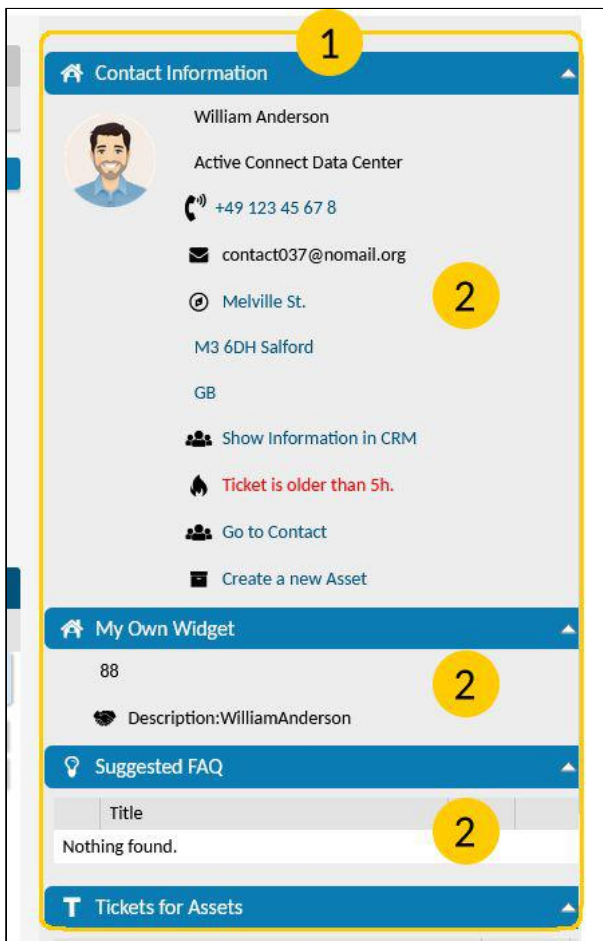 1
Contact Information
William Anderson
Active Connect Data Center
+49 123 45 67 8
contact037@nomail.org
2
Melville St.
M3 6DH Salford
GB
Show Information in CRM
Ticket is older than 5h.
Go to Contact
Create a new Asset
My Own Widget
88
2
Description:WilliamAnderson
Suggested FAQ
Title
2
Nothing found.
T Tickets for Assets